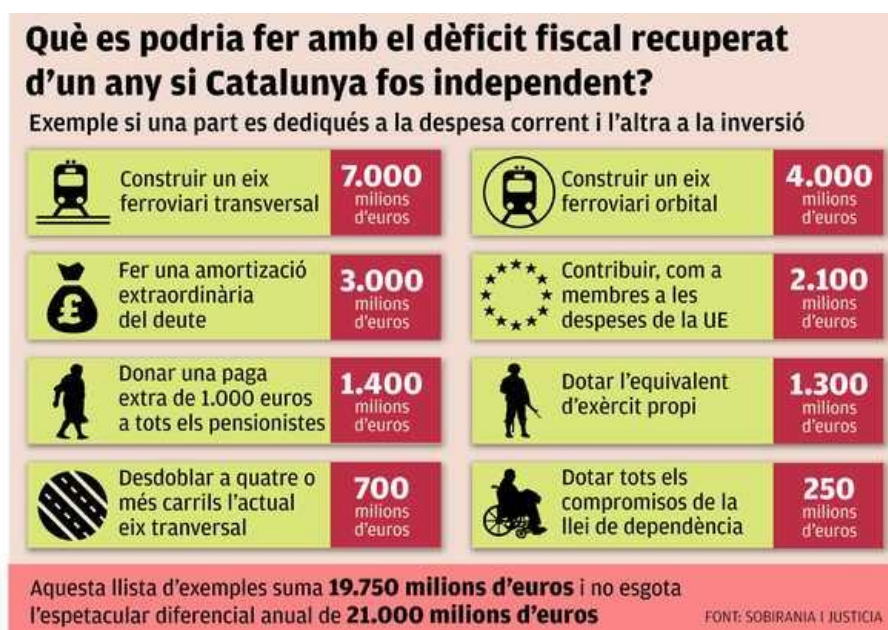 Què es podria fer amb el dèficit fiscal recuperat
d'un any si Catalunya fos independent?
Exemple si una part es dediqués a la despesa corrent i l'altra a la inversió
Construir un eix
ferroviari transversal
7.000
milions
d'euros
Construir un eix
ferroviari orbital
4.000
milions
d'euros
Fer una amortizació
extraordinària
del deute
3.000
milions
d'euros
Contribuir, com a
membres a les
despeses de la UE
2.100
milions
d'euros
Donar una paga
extra de 1.000 euros
a tots els pensionistes
1.400
milions
d'euros
Dotar l'equivalent
d'exèrcit propi
1.300
milions
d'euros
Desdoblar a quatre o
més carrils l'actual
eix tranversal
700
milions
d'euros
Dotar tots els
compromisos de la
llei de dependència
250
milions
d'euros
Aquesta llista d'exemples suma 19.750 milions d'euros i no esgota
l'espetacular diferencial anual de 21.000 milions d'euros
FONT: SOBIRANIA I JUSTICIA